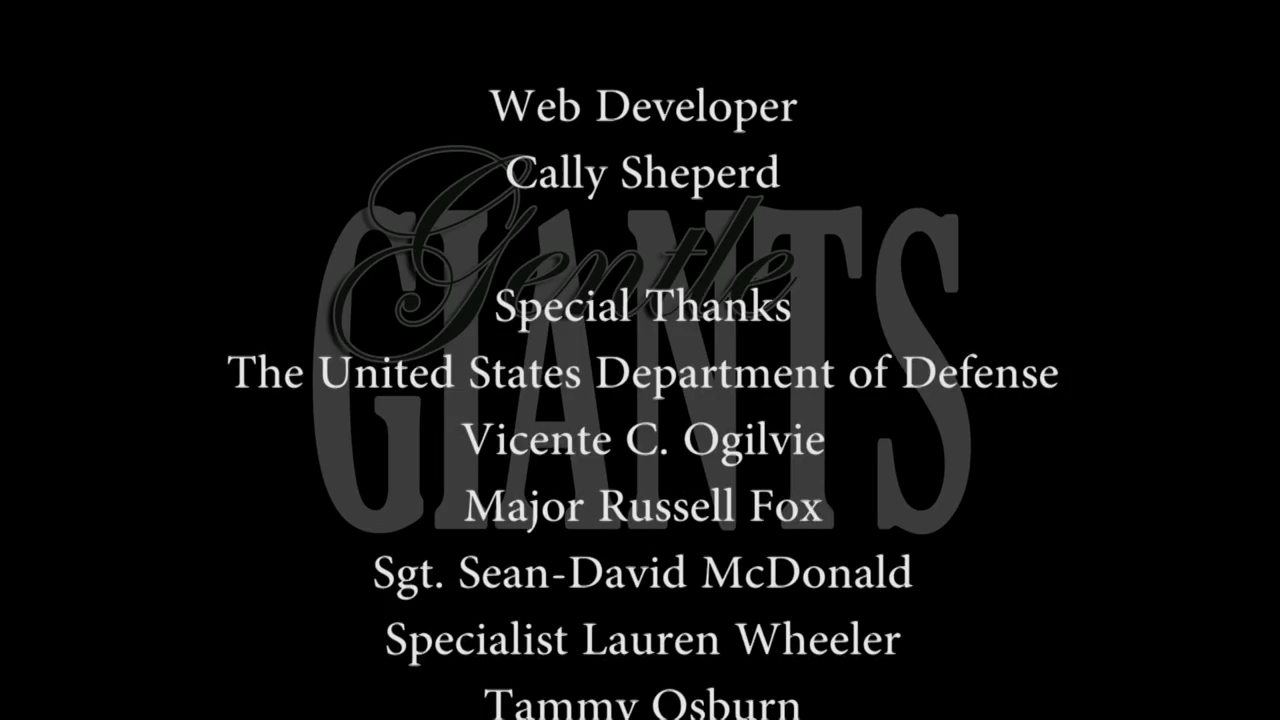 Web Developer
Cally Sheperd
Gentle
GIANTS
Special Thanks
The United States Department of Defense
Vicente C. Ogilvie
Major Russell Fox
Sgt. Sean-David McDonald
Specialist Lauren Wheeler
Tammy Osburn